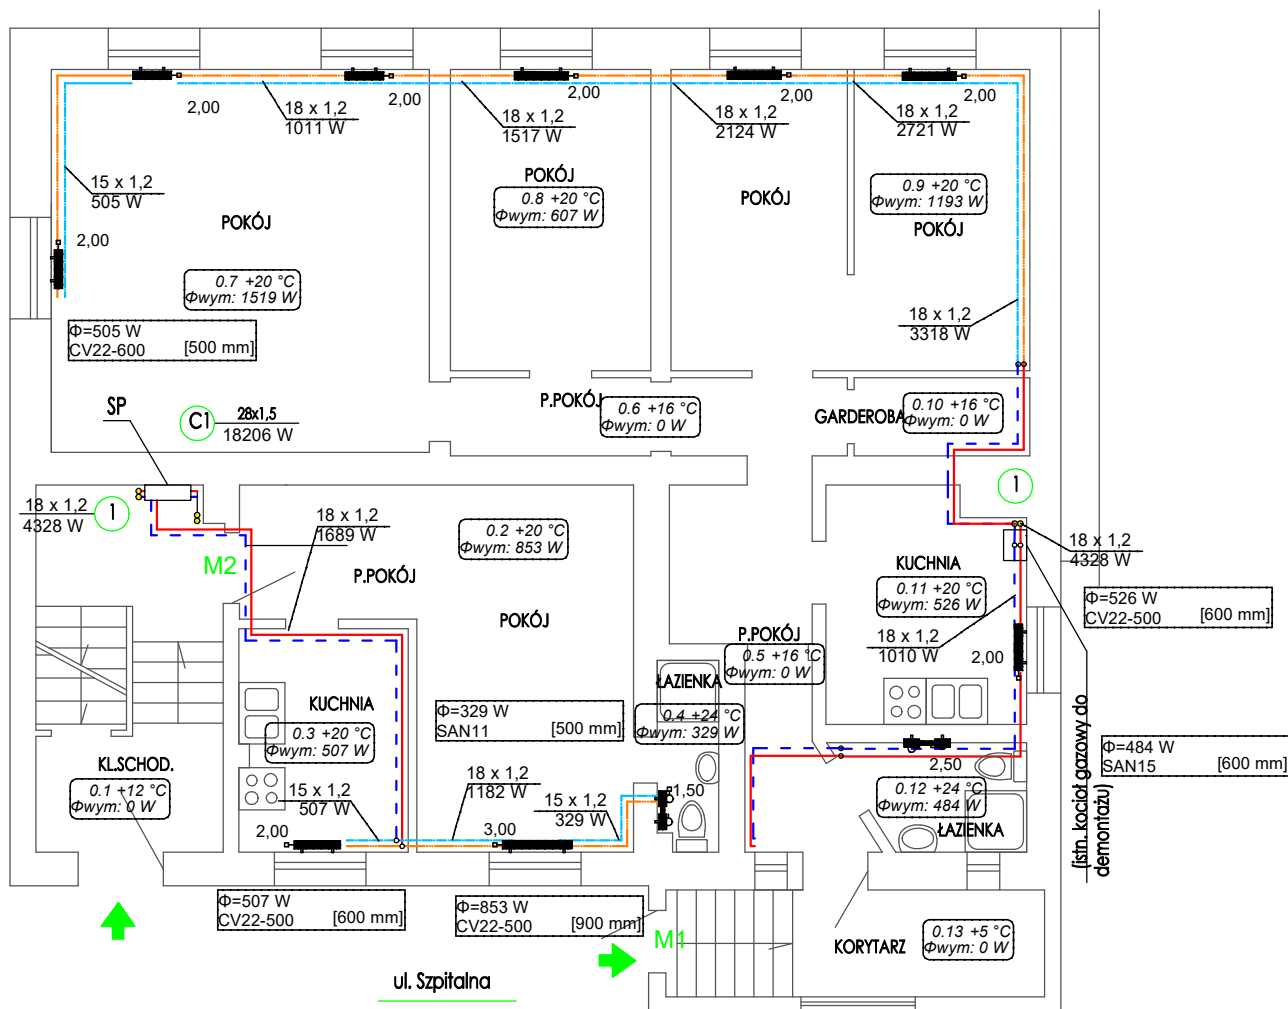 2,00
18 x 1,2
1011 W
2,00
18 x 1,2
1517 W
2,00
18 x 1,2
2124 W
2,00
18 x 1,2
2721 W
2,00
15 x 1,2
505 W
2,00
POKÓJ
0.7 +20 °C
Φwym: 1519 W
Φ=505 W
CV22-600 [500 mm]
POKÓJ
0.8 +20 °C
Φwym: 607 W
POKÓJ
0.9 +20 °C
Φwym: 1193 W
POKÓJ
18 x 1,2
3318 W
SP
C1
28x1,5
18206 W
P.POKÓJ
0.6 +16 °C
Φwym: 0 W
GARDEROBA
0.10 +16 °C
Φwym: 0 W
18 x 1,2
4328 W
1
M2
18 x 1,2
1689 W
P.POKÓJ
0.2 +20 °C
Φwym: 853 W
POKÓJ
1
18 x 1,2
4328 W
KUCHNIA
0.11 +20 °C
Φwym: 526 W
Φ=526 W
CV22-500 [600 mm]
18 x 1,2
1010 W
2,00
P.POKÓJ
0.5 +16 °C
Φwym: 0 W
ŁAZIENKA
0.4 +24 °C
Φwym: 329 W
KUCHNIA
0.3 +20 °C
Φwym: 507 W
Φ=329 W
SAN11 [500 mm]
(istn. kocioł gazowy do
demontażu)
Φ=484 W
SAN15 [600 mm]
2,50
0.12 +24 °C
Φwym: 484 W
ŁAZIENKA
KL.SCHOD.
0.1 +12 °C
Φwym: 0 W
15 x 1,2
507 W
2,00
18 x 1,2
1182 W
3,00
15 x 1,2
329 W
1,50
Φ=507 W
CV22-500 [600 mm]
Φ=853 W
CV22-500 [900 mm]
M1
KORYTARZ
0.13 +5 °C
Φwym: 0 W
ul. Szpitalna